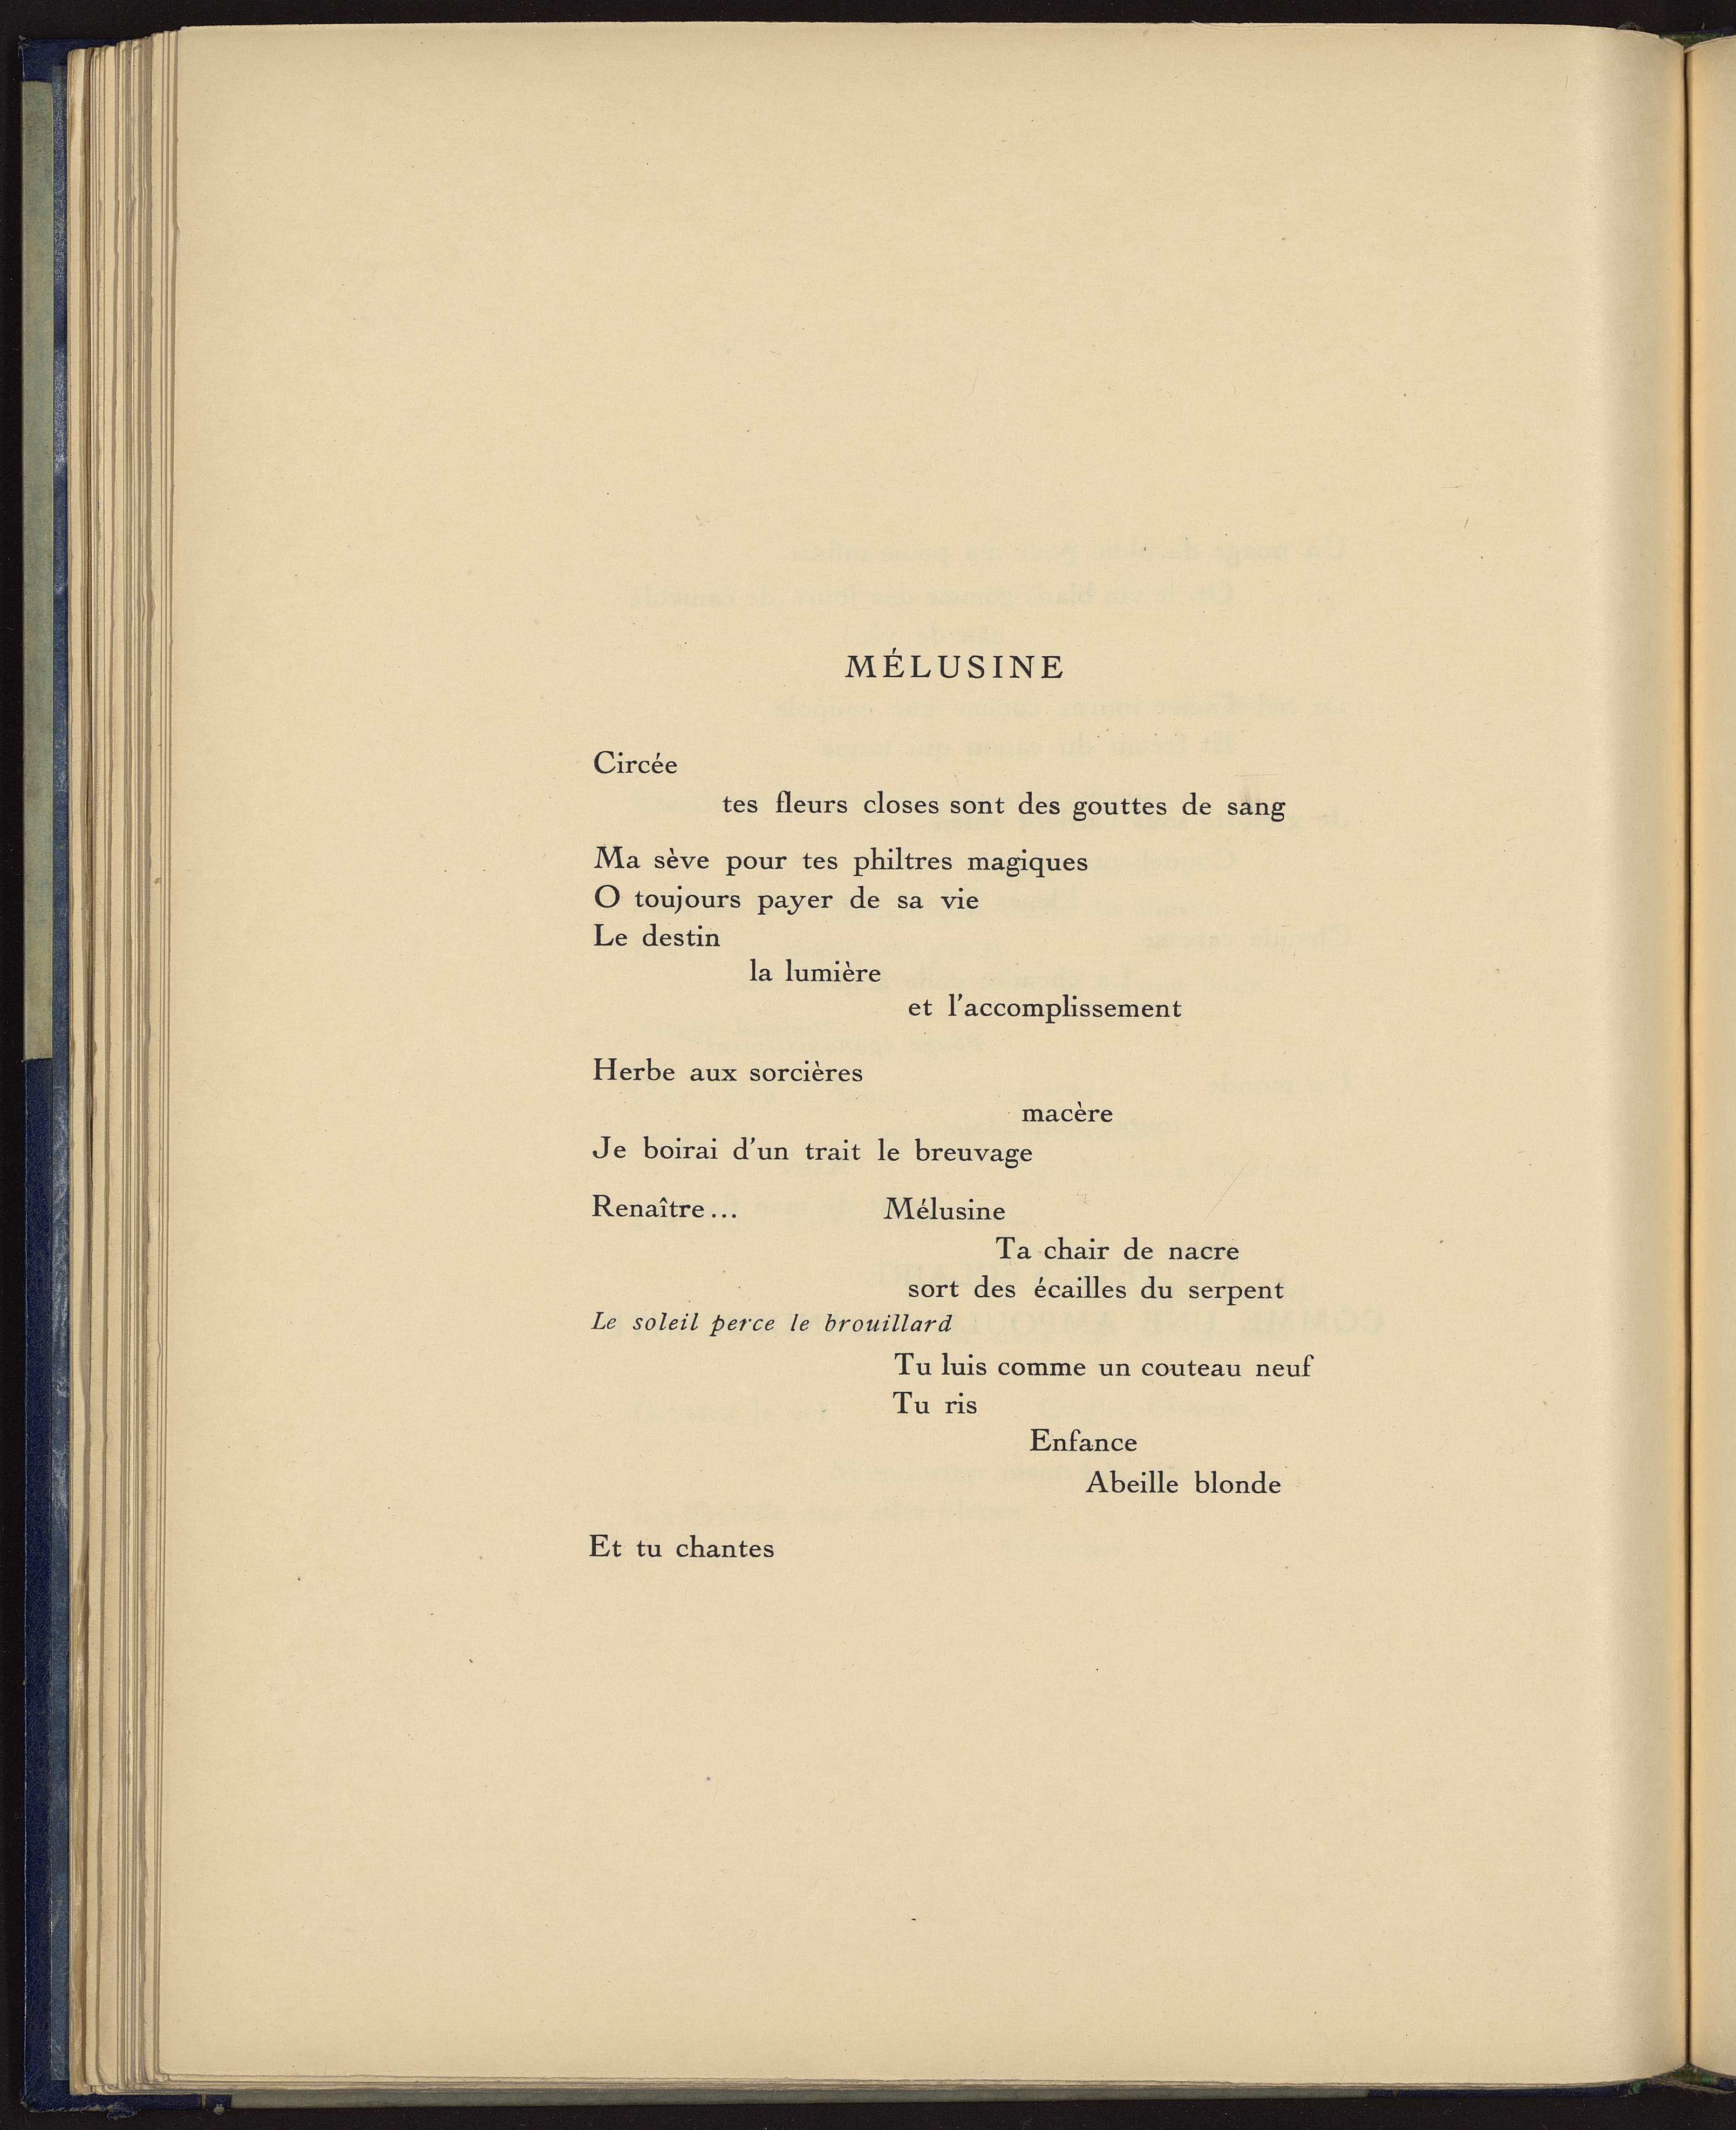 MÉLUSINE
Circée
tes fleurs closes sont des gouttes de sang
Ma sève pour tes philtres magiques
O toujours payer de sa vie
Le destin
la lumière
et l'accomplissement
Herbe aux sorcières
macère
Je boirai d'un trait le breuvage
Renaître... Mélusine
Ta chair de nacre
sort des écailles du serpent
Le soleil perce le brouillard
Tu luis comme un couteau neuf
Tu ris
Enfance
Abeille blonde
Et tu chantes